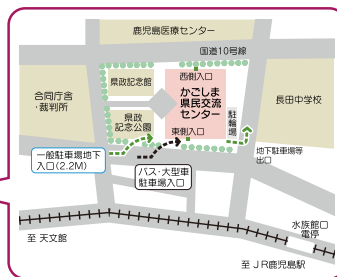 鹿児島医療センター
国道10号線
県政記念館
西側入口
かごしま
県民交流
センター
合同庁舎
・裁判所
県政
記念公園
東側入口
駐輪場
長田中学校
一般駐車場地下
入口(2.2M)
バス・大型車
駐車場入口
地下駐車場等
出口
水族館口
電停
至 天文館
至 JR鹿児島駅